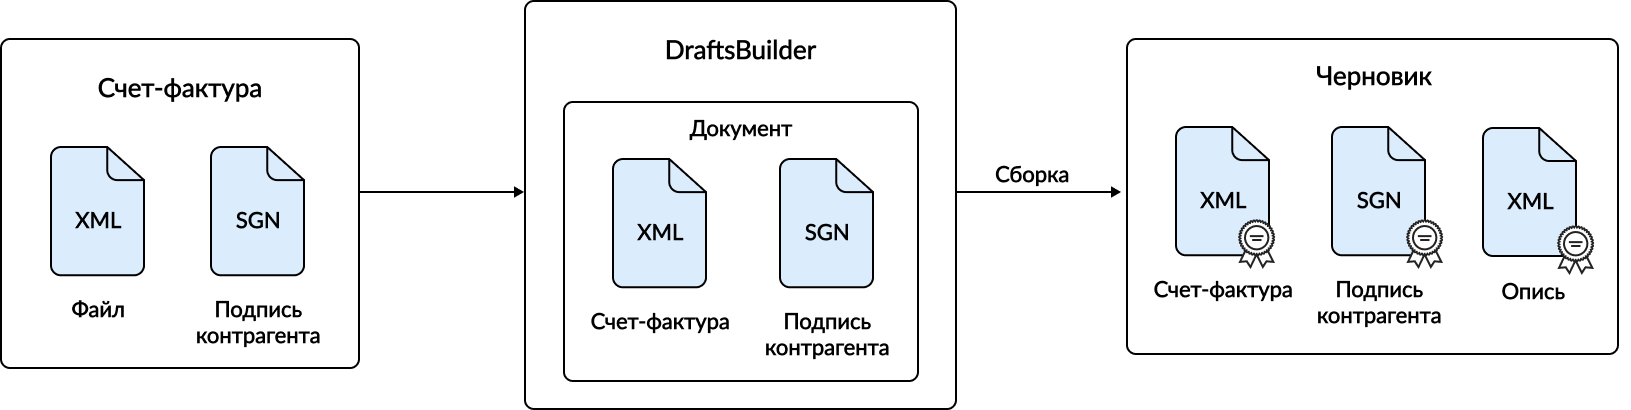 Счет-фактура
XML
SGN
Файл
Подпись
контрагента
DraftsBuilder
Документ
XML
SGN
Счет-фактура
Подпись
контрагента
Сборка
Черновик
XML
SGN
XML
Счет-фактура
Подпись
контрагента
Опись